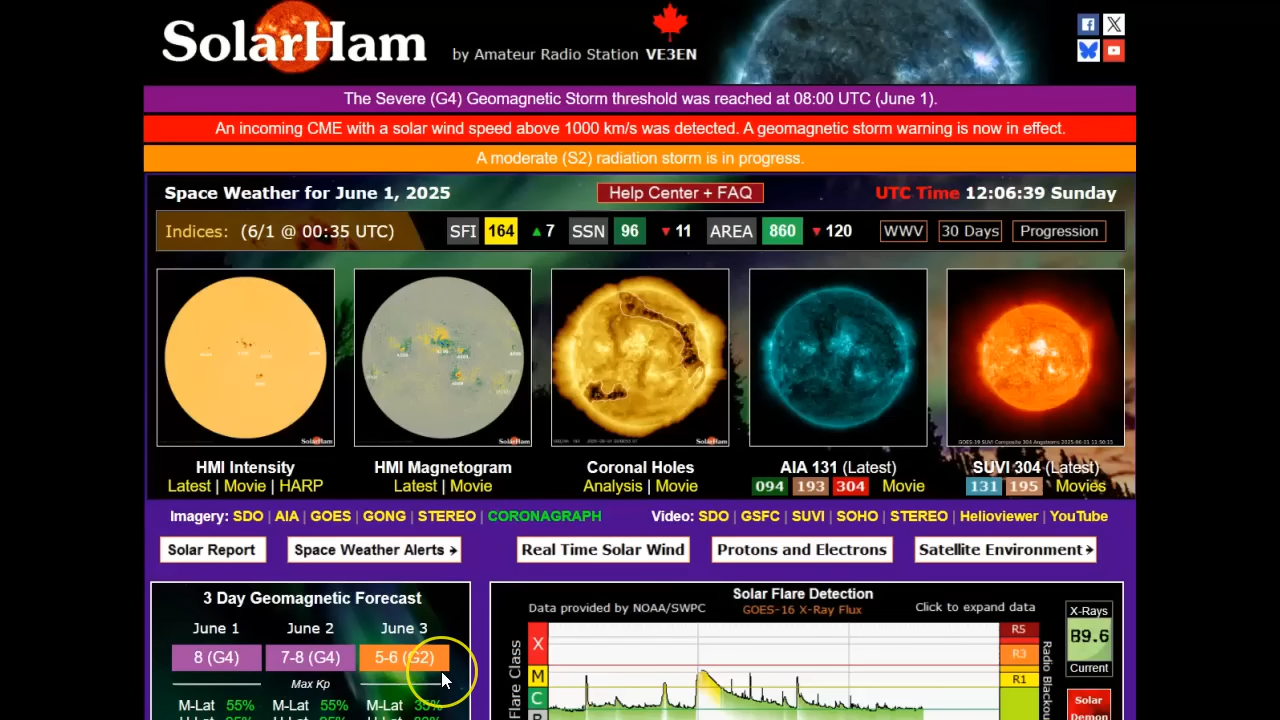 SolarHam
by Amateur Radio Station VE3EN
The Severe (G4) Geomagnetic Storm threshold was reached at 08:00 UTC (June 1).
An incoming CME with a solar wind speed above 1000 km/s was detected. A geomagnetic storm warning is now in effect.
A moderate (S2) radiation storm is in progress.
Space Weather for June 1, 2025
Help Center + FAQ
UTC Time 12:06:39 Sunday
Indices: (6/1 @ 00:35 UTC)
SFI 164 ▲ 7 SSN 96 ▼ 11 AREA 860 ▼ 120
WWV 30 Days Progression
SolarHam SolarHam SolarHam
HMI Intensity
Latest | Movie | HARP
HMI Magnetogram
Latest | Movie
Coronal Holes
Analysis | Movie
AIA 131 (Latest)
094 193 304 Movie
SUVI 304 (Latest)
131 195 Movies
Imagery: SDO | AIA | GOES | GONG | STEREO | CORONAGRAPH
Video: SDO | GSFC | SUVI | SOHO | STEREO | Helioviewer | YouTube
Solar Report
Space Weather Alerts
Real Time Solar Wind
Protons and Electrons
Satellite Environment
3 Day Geomagnetic Forecast
June 1 June 2 June 3
8 (G4) 7-8 (G4) 5-6 (G2)
Max Kp
M-Lat 55% M-Lat 55% M-Lat 35%
Solar Flare Detection
Data provided by NOAA/SWPC
GOES-16 X-Ray Flux
Click to expand data
Flare Class
X
M
C
R5
R3
R1
Radio Blackout
X-Rays
B9.6
Current
Solar
Demon